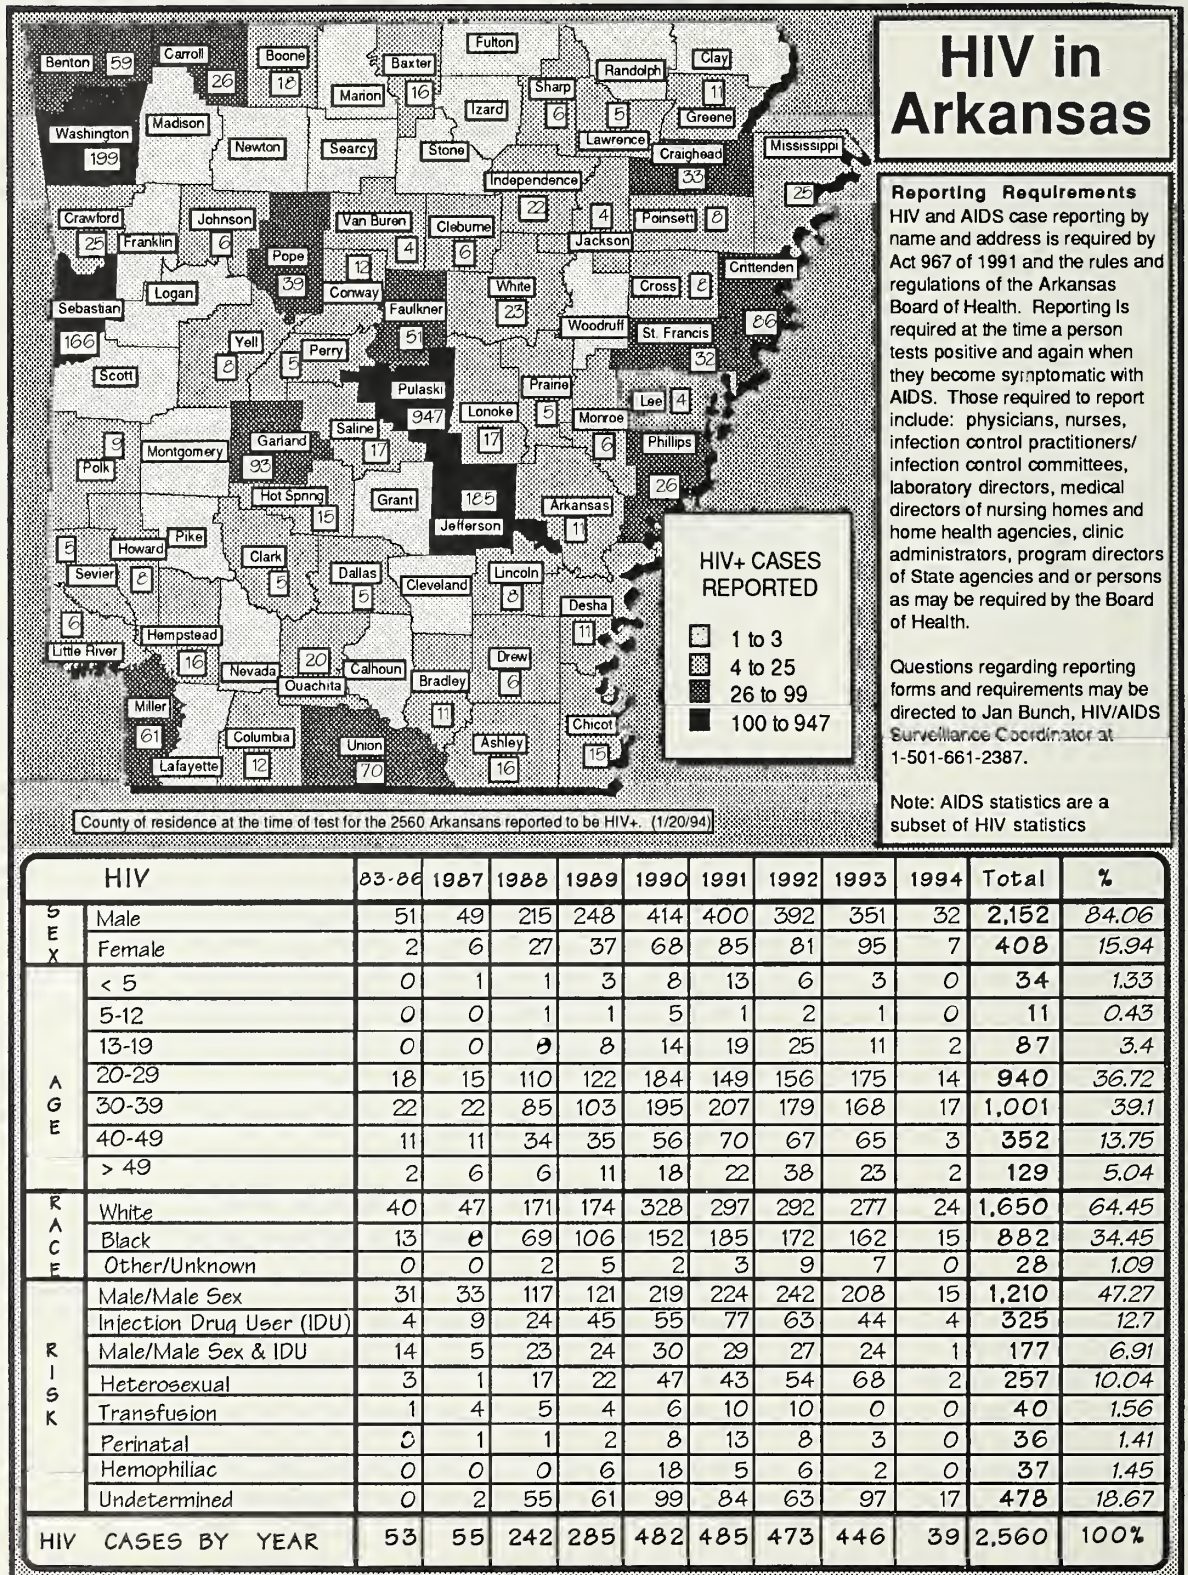 HIV in
Arkansas
Benton 59
Carroll 26
Boone 18
Marion
Baxter 16
Fulton
Izard
Sharp 6
Randolph
Lawrence 5
Clay
Greene 11
Craighead 33
Mississippi 25
Washington 199
Madison
Newton
Searcy
Stone
Independence 22
Jackson 4
Poinsett 8
Crawford 25
Franklin
Johnson 6
Pope 39
Van Buren 4
Conway 12
Cleburne 6
White 23
Woodruff
Cross 8
Crittenden 86
St. Francis 32
Sebastian 166
Logan
Scott
Yell 8
Perry 5
Faulkner 51
Pulaski 947
Lonoke 17
Prairie 5
Monroe 6
Lee 4
Phillips 26
Polk 9
Montgomery
Garland 93
Saline 17
Hot Spring 15
Grant
Jefferson 185
Arkansas 11
Sevier 5
Howard 8
Pike
Clark 5
Dallas 5
Cleveland
Lincoln 8
Desha 11
Little River 6
Hempstead 16
Nevada
Ouachita 20
Calhoun
Bradley 11
Drew 6
Chicot 15
Miller 61
Lafayette
Columbia 12
Union 70
Ashley 16
HIV+ CASES
REPORTED
1 to 3
4 to 25
26 to 99
100 to 947
County of residence at the time of test for the 2560 Arkansans reported to be HIV+. (1/20/94)
Reporting Requirements
HIV and AIDS case reporting by
name and address is required by
Act 967 of 1991 and the rules and
regulations of the Arkansas
Board of Health. Reporting is
required at the time a person
tests positive and again when
they become symptomatic with
AIDS. Those required to report
include: physicians, nurses,
infection control practitioners/
infection control committees,
laboratory directors, medical
directors of nursing homes and
home health agencies, clinic
administrators, program directors
of State agencies and or persons
as may be required by the Board
of Health.
Questions regarding reporting
forms and requirements may be
directed to Jan Bunch, HIV/AIDS
Surveillance Coordinator at
1-501-661-2387.
Note: AIDS statistics are a
subset of HIV statistics
HIV 83-86 1987 1988 1989 1990 1991 1992 1993 1994 Total %
SEX
Male 51 49 215 248 414 400 392 351 32 2,152 84.06
Female 2 6 27 37 68 85 81 95 7 408 15.94
AGE
< 5 0 1 1 3 8 13 6 3 0 34 1.33
5-12 0 0 1 1 5 1 2 1 0 11 0.43
13-19 0 0 8 8 14 19 25 11 2 87 3.4
20-29 18 15 110 122 184 149 156 175 14 940 36.72
30-39 22 22 85 103 195 207 179 168 17 1,001 39.1
40-49 11 11 34 35 56 70 67 65 3 352 13.75
> 49 2 6 6 11 18 22 38 23 2 129 5.04
RACE
White 40 47 171 174 328 297 292 277 24 1,650 64.45
Black 13 8 69 106 152 185 172 162 15 882 34.45
Other/Unknown 0 0 2 5 2 3 9 7 0 28 1.09
RISK
Male/Male Sex 31 33 117 121 219 224 242 208 15 1,210 47.27
Injection Drug User (IDU) 4 9 24 45 55 77 63 44 4 325 12.7
Male/Male Sex & IDU 14 5 23 24 30 29 27 24 1 177 6.91
Heterosexual 3 1 17 22 47 43 54 68 2 257 10.04
Transfusion 1 4 5 4 6 10 10 0 0 40 1.56
Perinatal 0 1 1 2 8 13 8 3 0 36 1.41
Hemophiliac 0 0 0 6 18 5 6 2 0 37 1.45
Undetermined 0 2 55 61 99 84 63 97 17 478 18.67
HIV CASES BY YEAR 53 55 242 285 482 485 473 446 39 2,560 100%